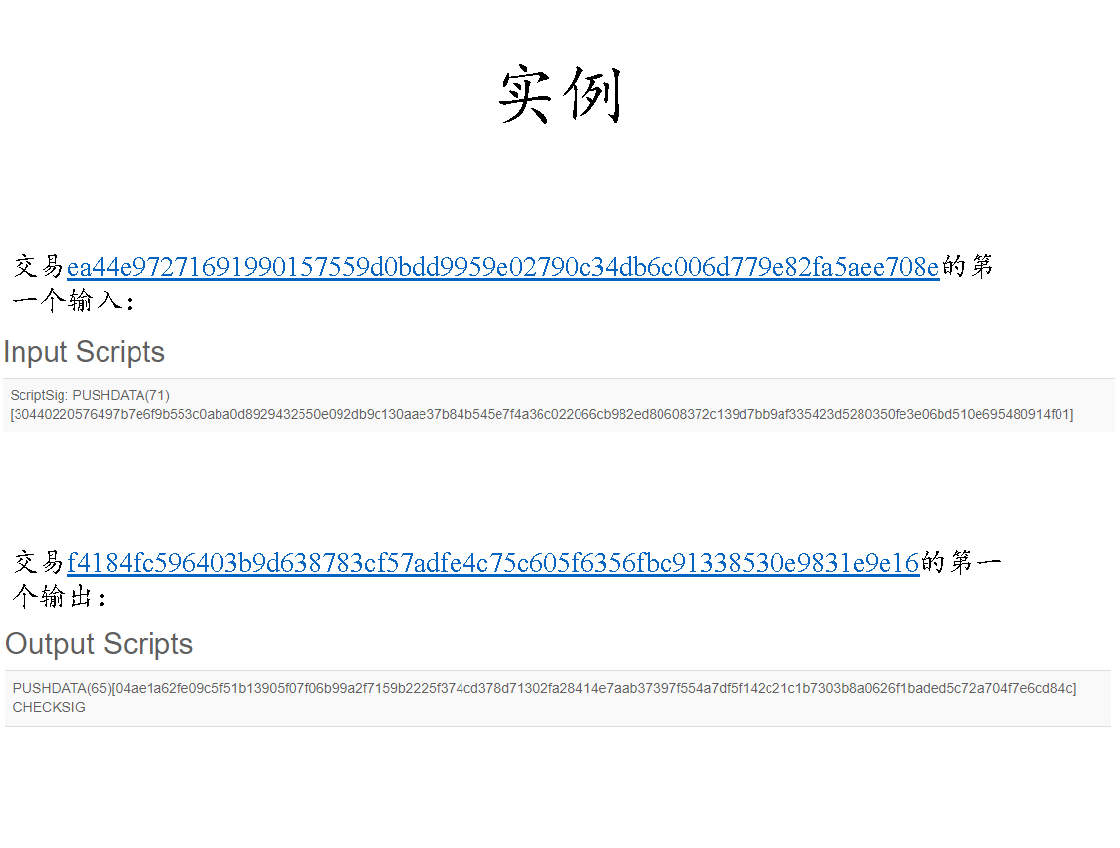 实例
交易ea44e97271691990157559d0bdd9959e02790c34db6c006d779e82fa5aee708e的第
一个输入：
Input Scripts
ScriptSig: PUSHDATA(71)
[30440220576497b7e6f9b553c0aba0d8929432550e092db9c130aae37b84b545e7f4a36c022066cb982ed80608372c139d7bb9af335423d5280350fe3e06bd510e695480914f01]
交易f4184fc596403b9d638783cf57adfe4c75c605f6356fbc91338530e9831e9e16的第一
个输出：
Output Scripts
PUSHDATA(65)[04ae1a62fe09c5f51b13905f07f06b99a2f7159b2225f374cd378d71302fa28414e7aab37397f554a7df5f142c21c1b7303b8a0626f1baded5c72a704f7e6cd84c]
CHECKSIG